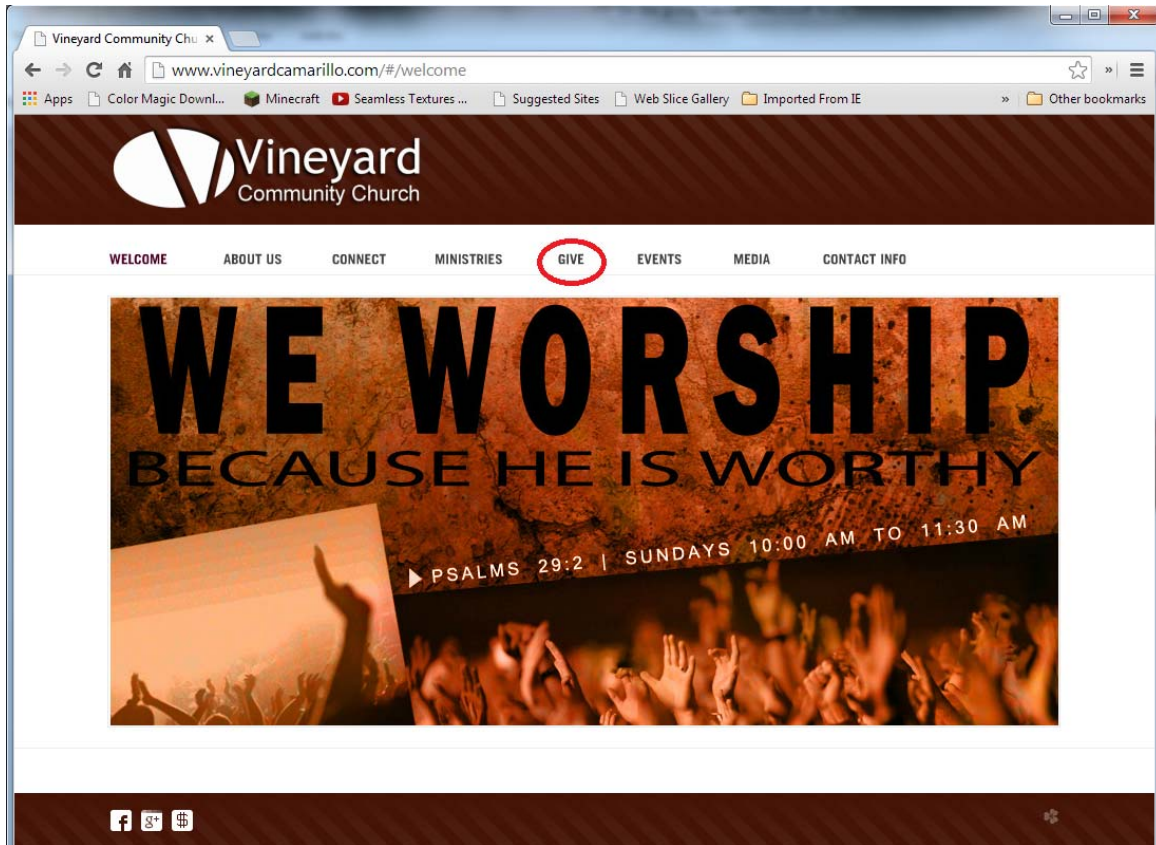 Vineyard Community Chu
www.vineyardcamarillo.com/#/welcome
Apps Color Magic Downl... Minecraft Seamless Textures ... Suggested Sites Web Slice Gallery Imported From IE » Other bookmarks
Vineyard
Community Church
WELCOME ABOUT US CONNECT MINISTRIES GIVE EVENTS MEDIA CONTACT INFO
WE WORSHIP
BECAUSE HE IS WORTHY
PSALMS 29:2 | SUNDAYS 10:00 AM TO 11:30 AM
f g+ $